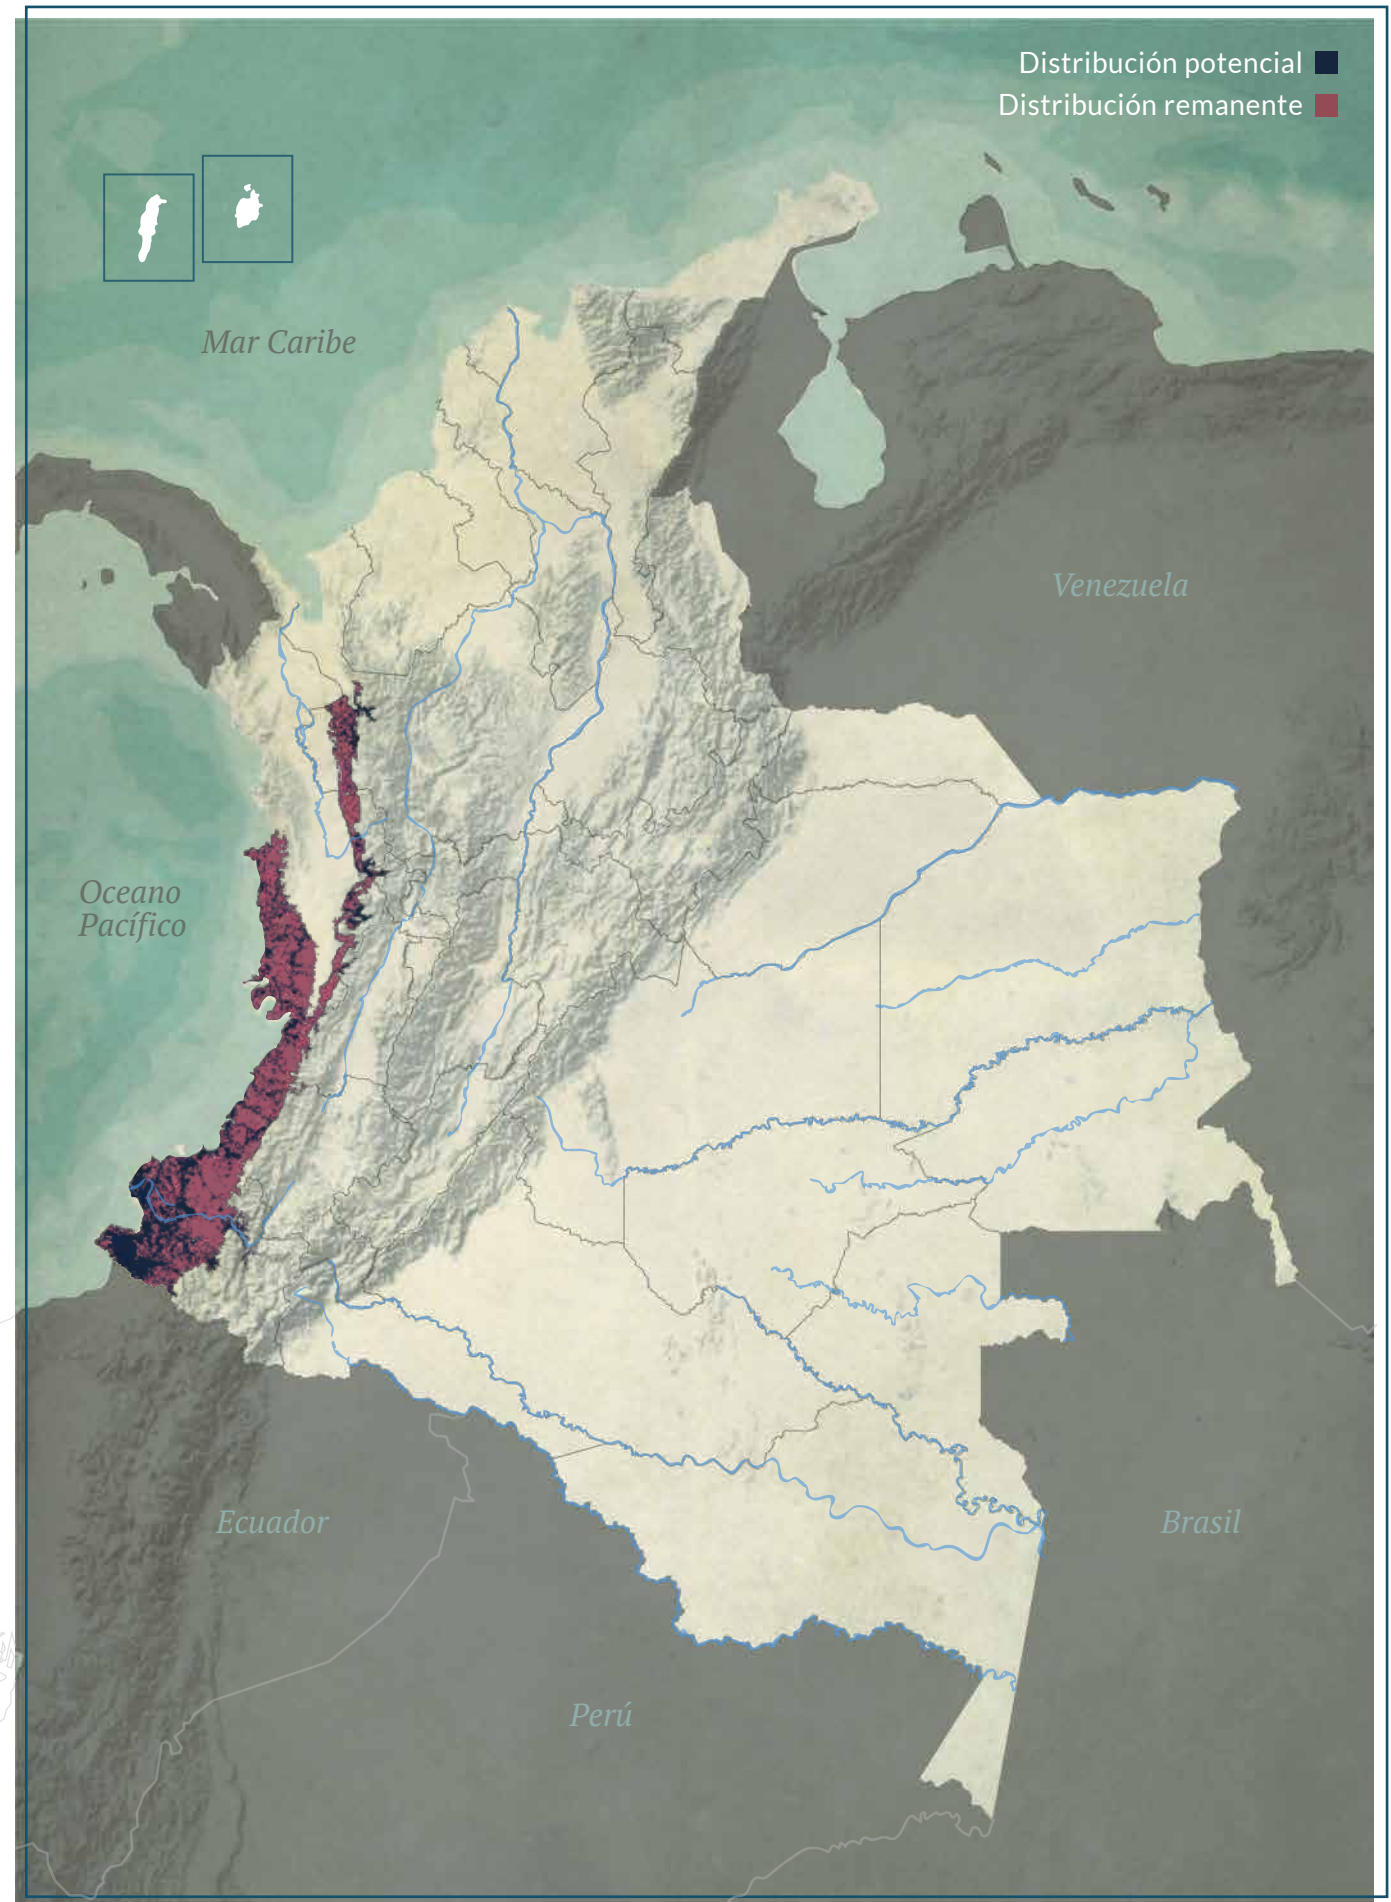 Distribución potencial
Distribución remanente
Mar Caribe
Venezuela
Oceano
Pacífico
Ecuador
Brasil
Perú